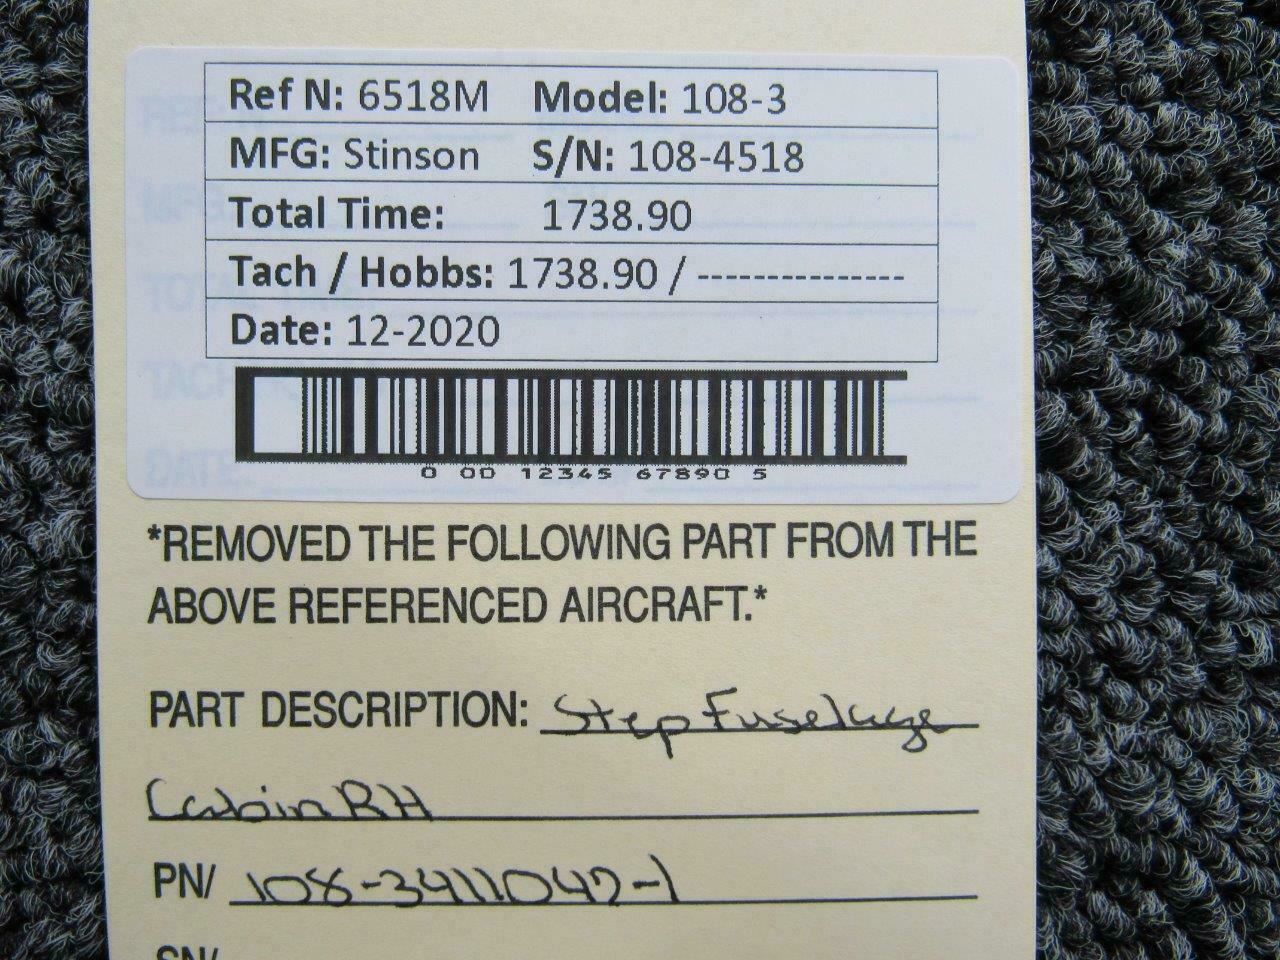 Ref N: 6518M Model: 108-3
MFG: Stinson S/N: 108-4518
Total Time: 1738.90
Tach / Hobbs: 1738.90 / ---------------
Date: 12-2020
0 00 12345 67890 5
*REMOVED THE FOLLOWING PART FROM THE
ABOVE REFERENCED AIRCRAFT.*
PART DESCRIPTION: Step Fuselage
Cabin RH
PN/ 108-3411042-1
SN/